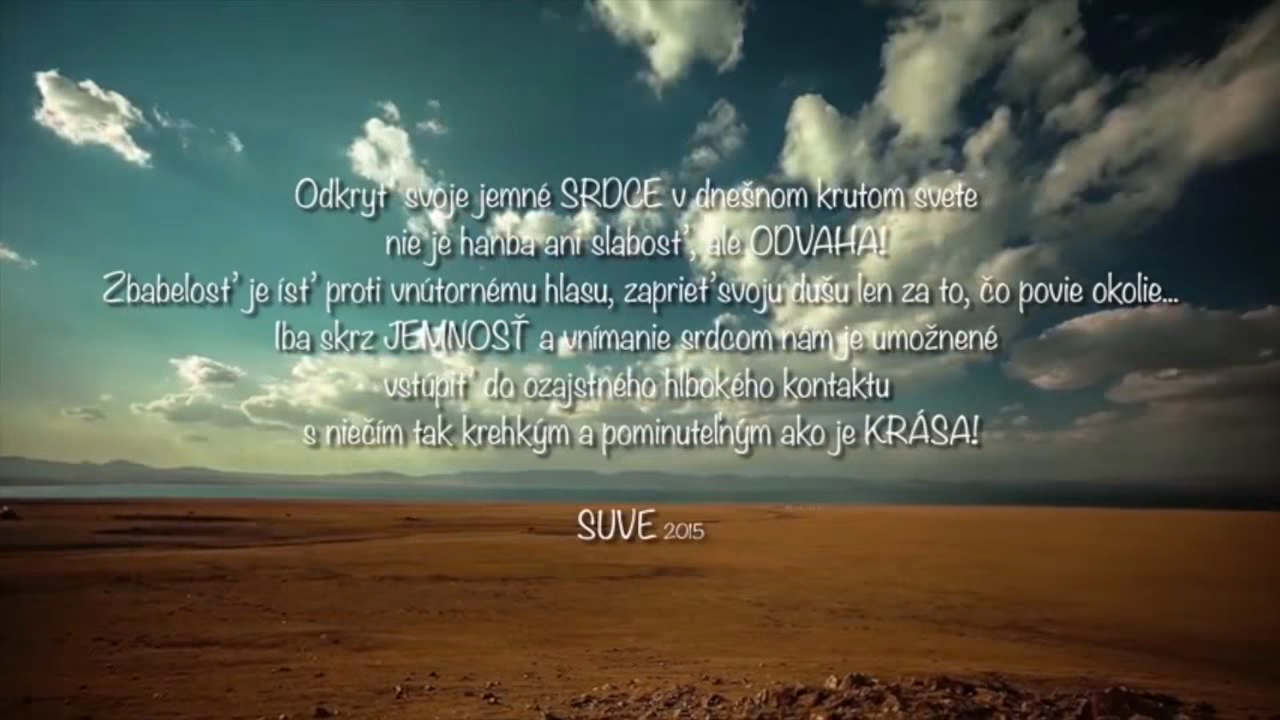 Odkryť svoje jemné SRDCE v dnešnom krutom svete
nie je hanba ani slabosť, ale ODVAHA!
Zbabelosť je ísť proti vnútornému hlasu, zaprieť svoju dušu len za to, čo povie okolie...
Iba skrz JEMNOSŤ a vnímanie srdcom nám je umožnené
vstúpiť do ozajstného hlbokého kontaktu
s niečím tak krehkým a pominuteľným ako je KRÁSA!
SUVE 2015